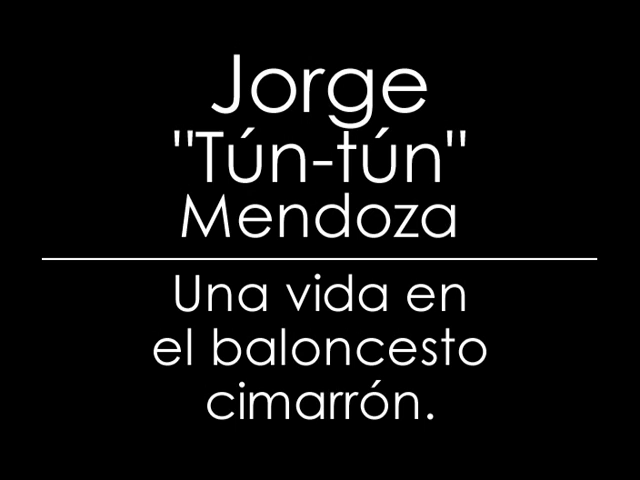 Jorge
"Tún-tún"
Mendoza
Una vida en
el baloncesto
cimarrón.